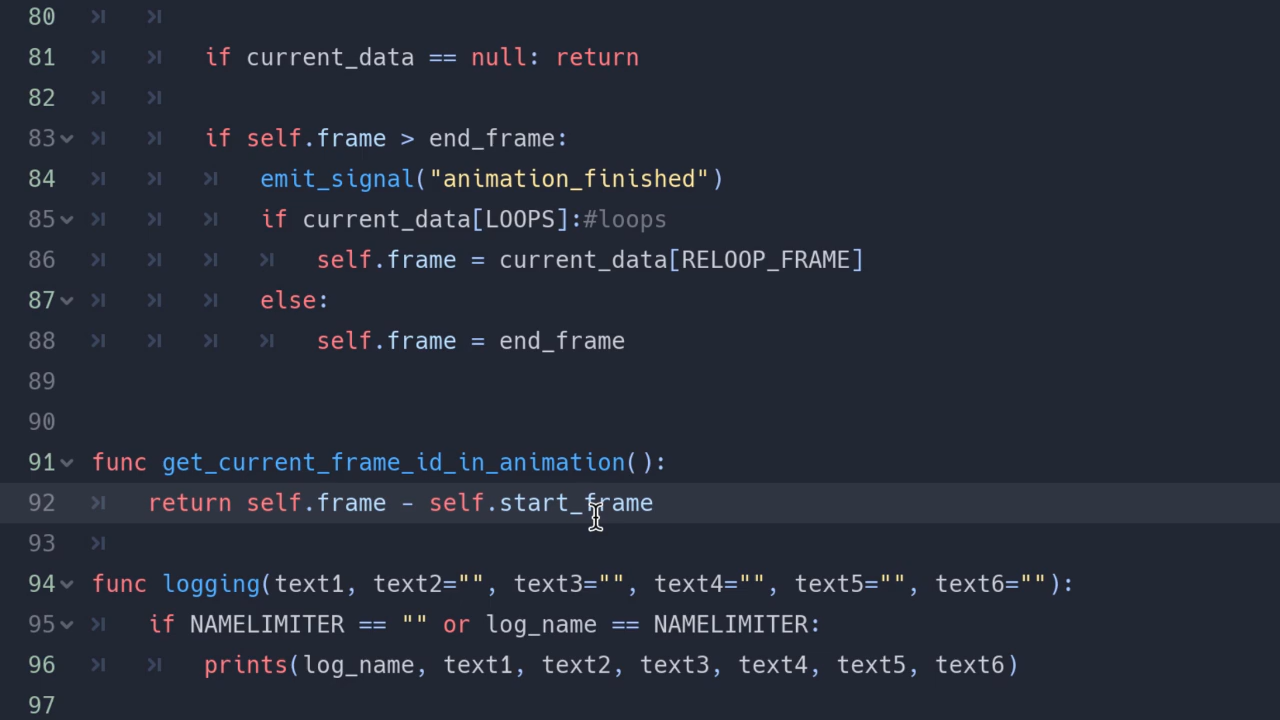 80
81 if current_data == null: return
82
83 if self.frame > end_frame:
84 emit_signal("animation_finished")
85 if current_data[LOOPS]:#loops
86 self.frame = current_data[RELOOP_FRAME]
87 else:
88 self.frame = end_frame
89
90
91 func get_current_frame_id_in_animation():
92 return self.frame - self.start_frame
93
94 func logging(text1, text2="", text3="", text4="", text5="", text6=""):
95 if NAMELIMITER == "" or log_name == NAMELIMITER:
96 prints(log_name, text1, text2, text3, text4, text5, text6)
97